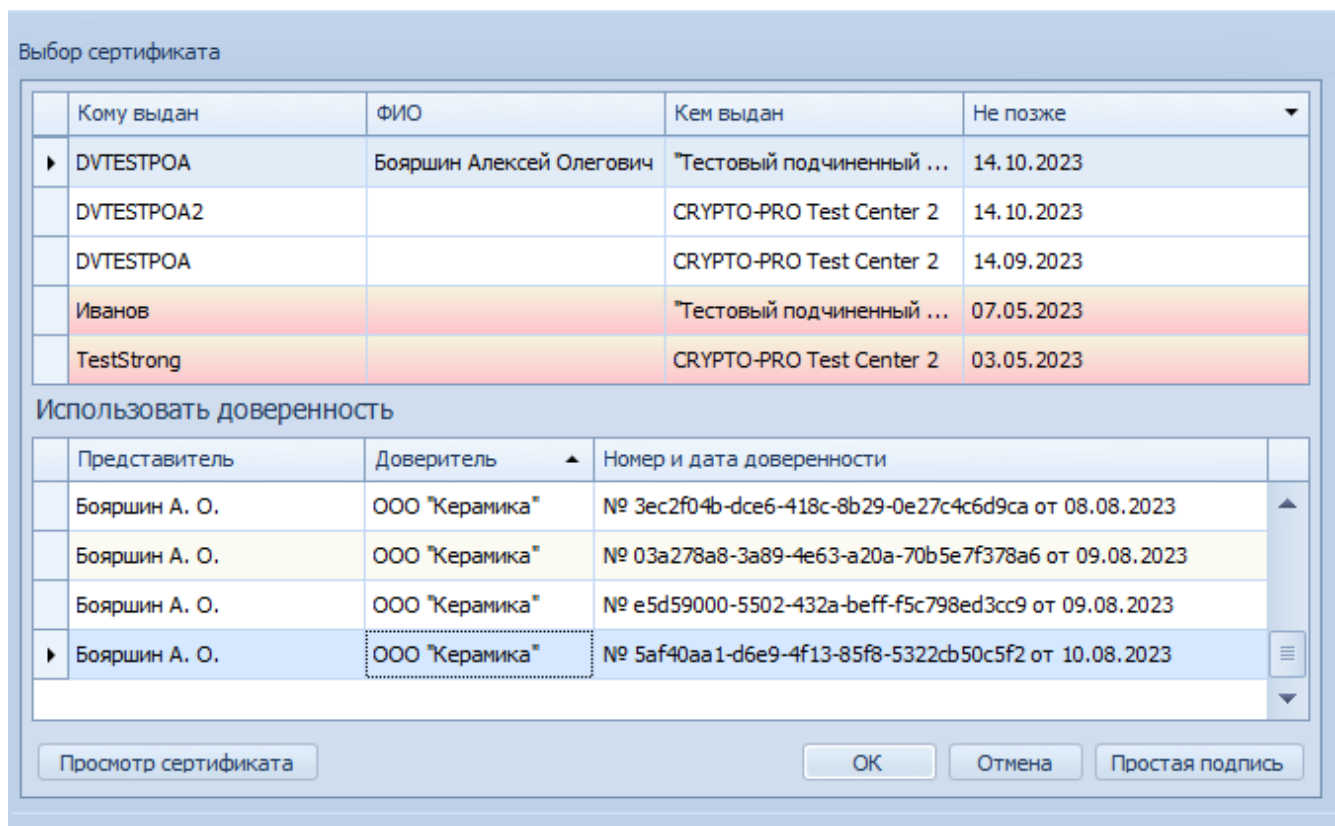 Выбор сертификата
Кому выдан ФИО Кем выдан Не позже
DVTESTPOA Бояршин Алексей Олегович "Тестовый подчиненный ... 14.10.2023
DVTESTPOA2 CRYPTO-PRO Test Center 2 14.10.2023
DVTESTPOA CRYPTO-PRO Test Center 2 14.09.2023
Иванов "Тестовый подчиненный ... 07.05.2023
TestStrong CRYPTO-PRO Test Center 2 03.05.2023
Использовать доверенность
Представитель Доверитель Номер и дата доверенности
Бояршин А. О. ООО "Керамика" № 3ec2f04b-dce6-418c-8b29-0e27c4c6d9ca от 08.08.2023
Бояршин А. О. ООО "Керамика" № 03a278a8-3a89-4e63-a20a-70b5e7f378a6 от 09.08.2023
Бояршин А. О. ООО "Керамика" № e5d59000-5502-432a-beff-f5c798ed3cc9 от 09.08.2023
Бояршин А. О. ООО "Керамика" № 5af40aa1-d6e9-4f13-85f8-5322cb50c5f2 от 10.08.2023
Просмотр сертификата ОК Отмена Простая подпись